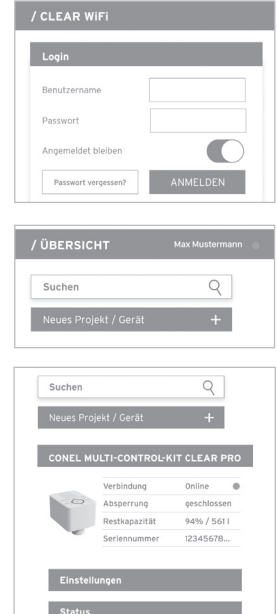 / CLEAR WiFi
Login
Benutzername
Passwort
Angemeldet bleiben
Passwort vergessen? ANMELDEN
/ ÜBERSICHT Max Mustermann
Suchen
Neues Projekt / Gerät +
Suchen
Neues Projekt / Gerät +
CONEL MULTI-CONTROL-KIT CLEAR PRO
Verbindung Online
Absperrung geschlossen
Restkapazität 94% / 561 l
Seriennummer 12345678...
Einstellungen
Status